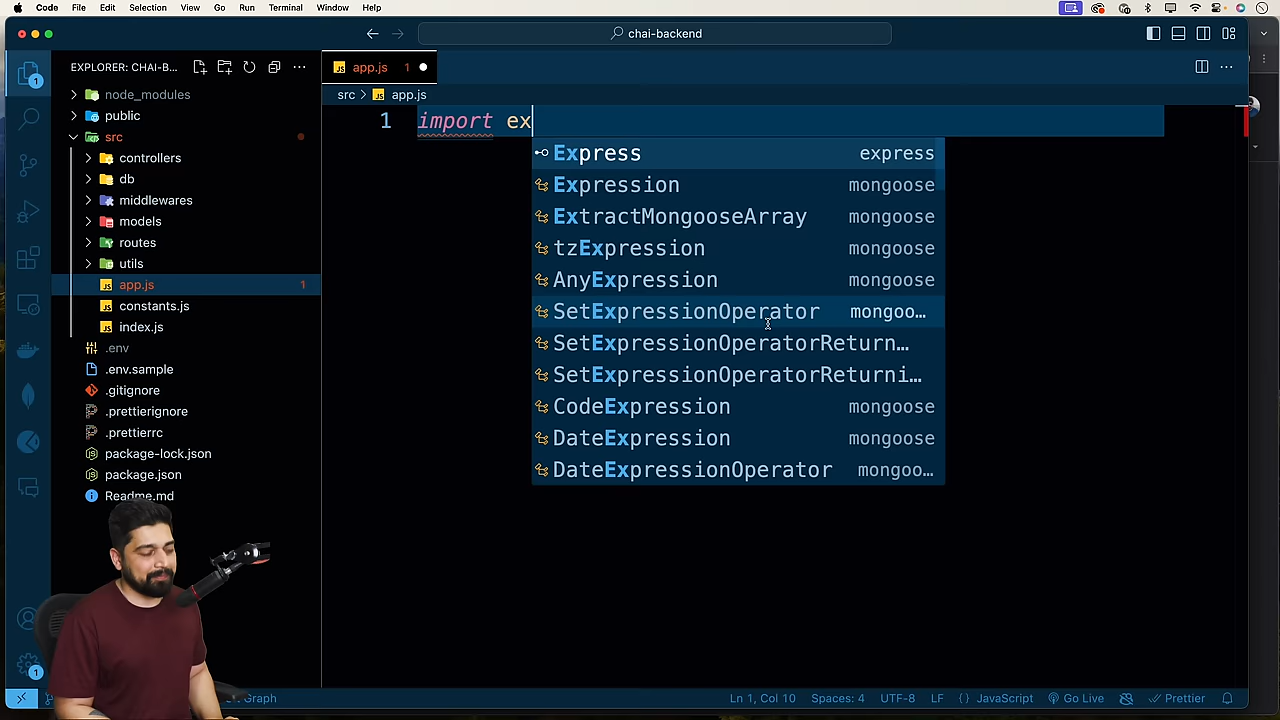 Code File Edit Selection View Go Run Terminal Window Help
chai-backend
EXPLORER: CHAI-B...
app.js 1
src > app.js
node_modules
public
src
controllers
db
middlewares
models
routes
utils
app.js 1
constants.js
index.js
.env
.env.sample
.gitignore
.prettierignore
.prettierrc
package-lock.json
package.json
Readme.md
1 import ex
Express express
Expression mongoose
ExtractMongooseArray mongoose
tzExpression mongoose
AnyExpression mongoose
SetExpressionOperator mongoo...
SetExpressionOperatorReturn...
SetExpressionOperatorReturni...
CodeExpression mongoose
DateExpression mongoose
DateExpressionOperator mongoo...
1
1
Graph
Ln 1, Col 10 Spaces: 4 UTF-8 LF {} JavaScript Go Live Prettier